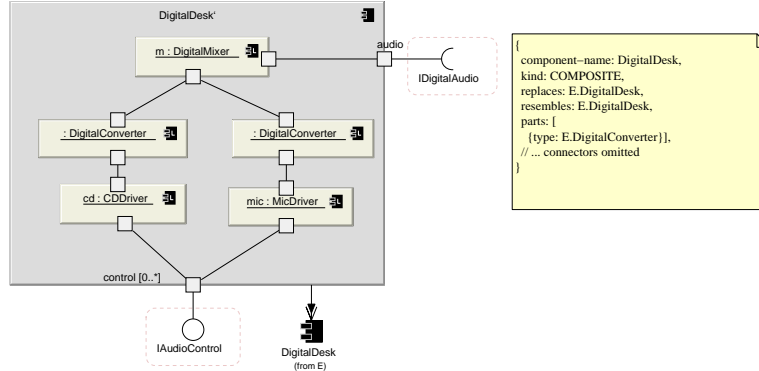 DigitalDesk‘
m : DigitalMixer
L
audio
IDigitalAudio
: DigitalConverter
L
: DigitalConverter
L
cd : CDDriver
L
mic : MicDriver
L
control [0..*]
IAudioControl
DigitalDesk
(from E)
{
component−name: DigitalDesk,
kind: COMPOSITE,
replaces: E.DigitalDesk,
resembles: E.DigitalDesk,
parts: [
{type: E.DigitalConverter}],
// ... connectors omitted
}